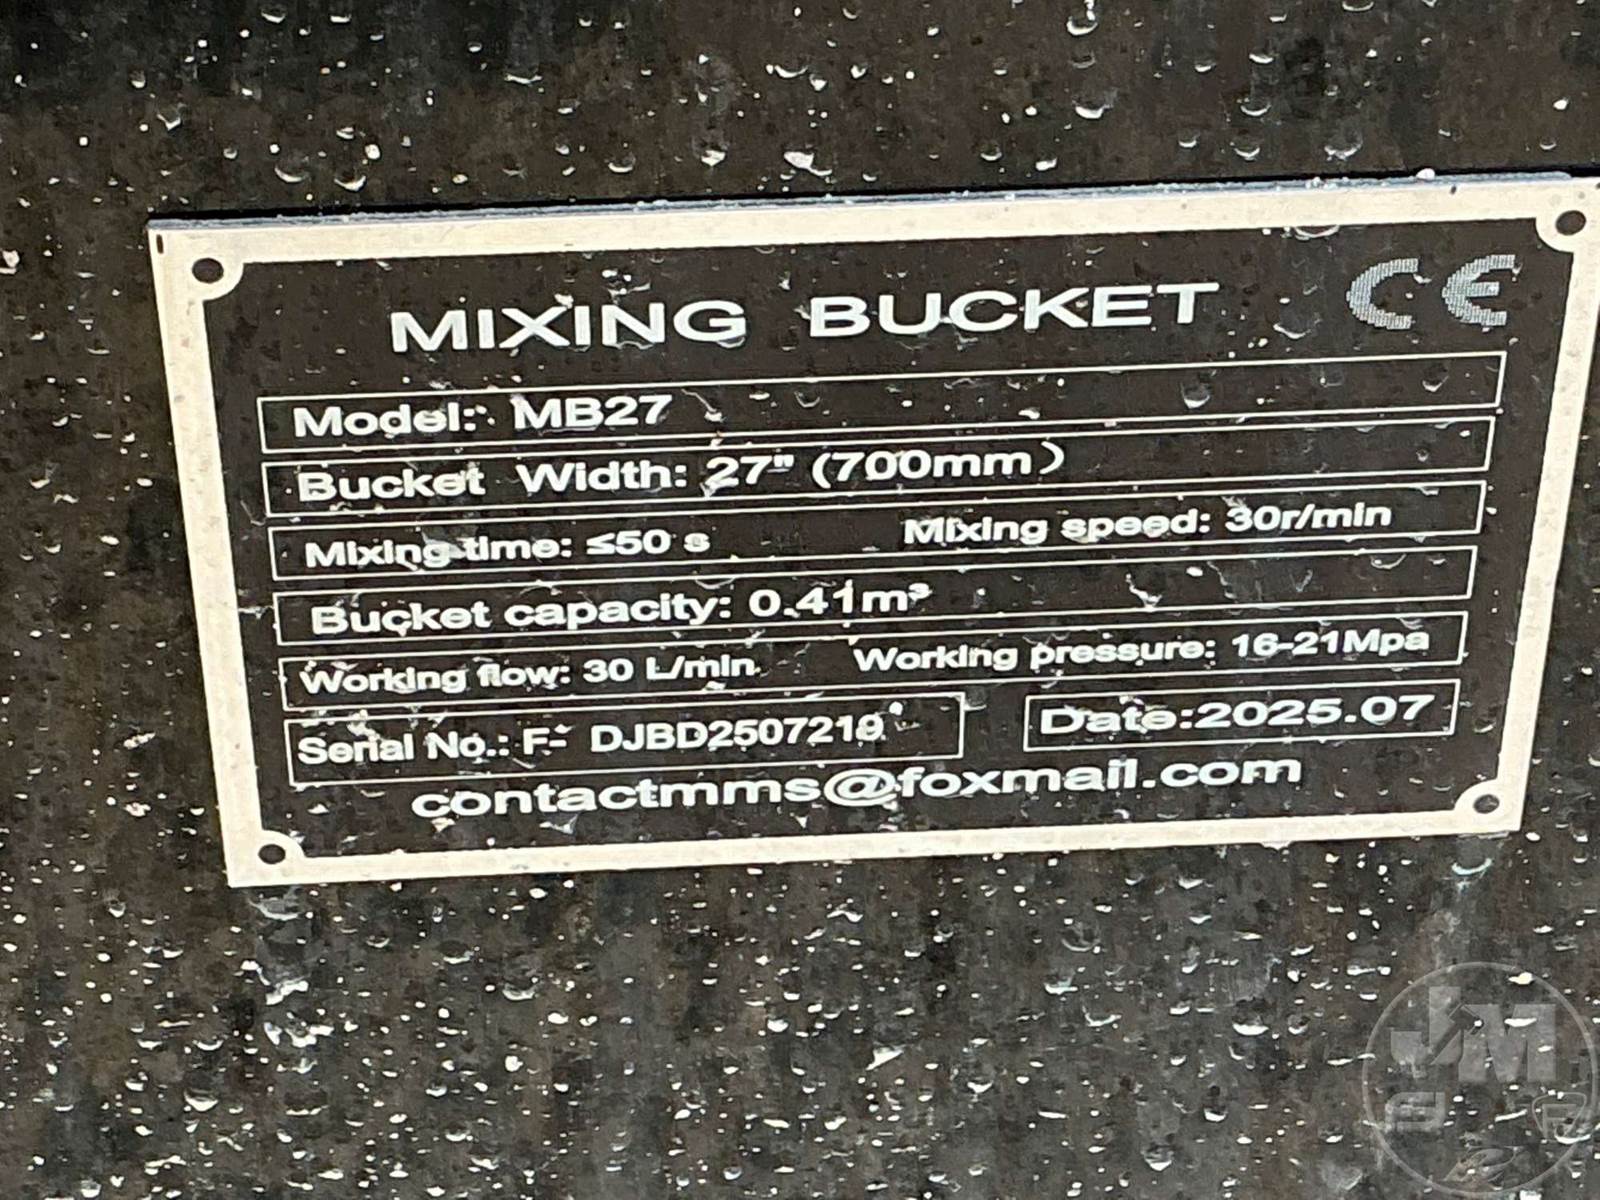 MIXING BUCKET CE
Model: MB27
Bucket Width: 27" (700mm)
Mixing time: ≤50 s Mixing speed: 30r/min
Bucket capacity: 0.41m³
Working flow: 30 L/min Working pressure: 16-21Mpa
Serial No.: F- DJBD2507219 Date:2025.07
contactmms@foxmail.com
JM